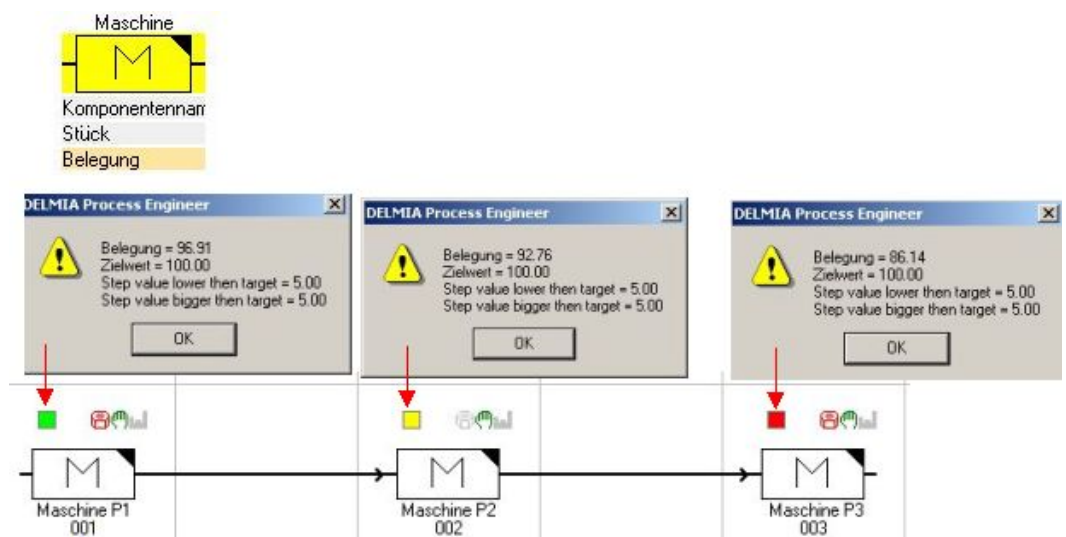 Maschine
M
Komponentennam
Stück
Belegung
DELMIA Process Engineer
Belegung = 96.91
Zielwert = 100.00
Step value lower then target = 5.00
Step value bigger then target = 5.00
OK
DELMIA Process Engineer
Belegung = 92.76
Zielwert = 100.00
Step value lower then target = 5.00
Step value bigger then target = 5.00
OK
DELMIA Process Engineer
Belegung = 86.14
Zielwert = 100.00
Step value lower then target = 5.00
Step value bigger then target = 5.00
OK
M
Maschine P1
001
M
Maschine P2
002
M
Maschine P3
003